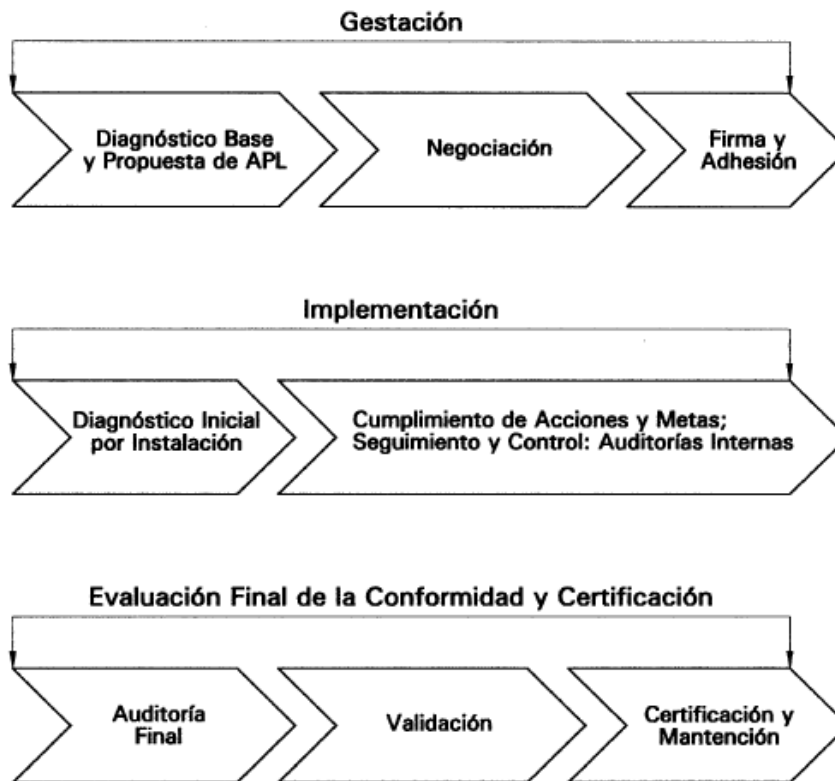 Gestación
Diagnóstico Base
y Propuesta de APL
Negociación
Firma y
Adhesión
Implementación
Diagnóstico Inicial
por Instalación
Cumplimiento de Acciones y Metas;
Seguimiento y Control: Auditorías Internas
Evaluación Final de la Conformidad y Certificación
Auditoría
Final
Validación
Certificación y
Mantención